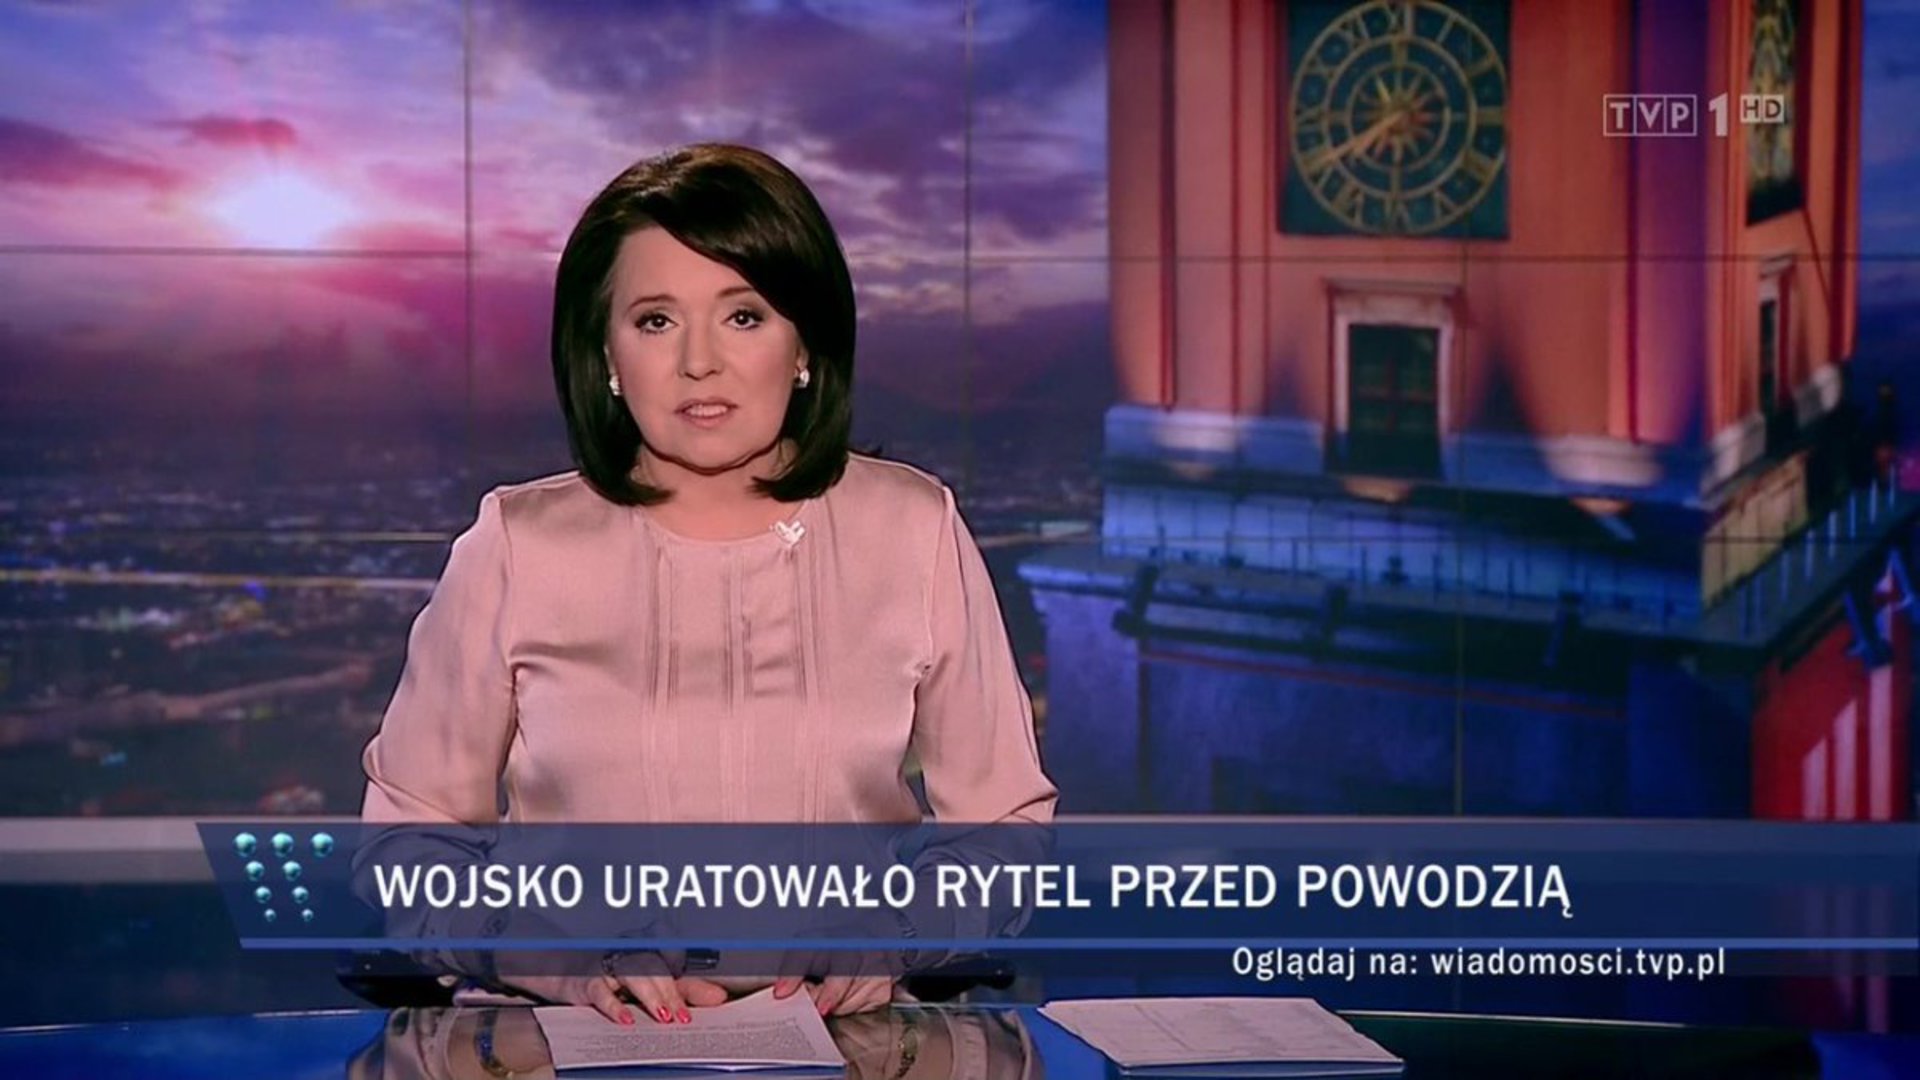 TVP 1 HD
WOJSKO URATOWAŁO RYTEL PRZED POWODZIĄ
Oglądaj na: wiadomosci.tvp.pl